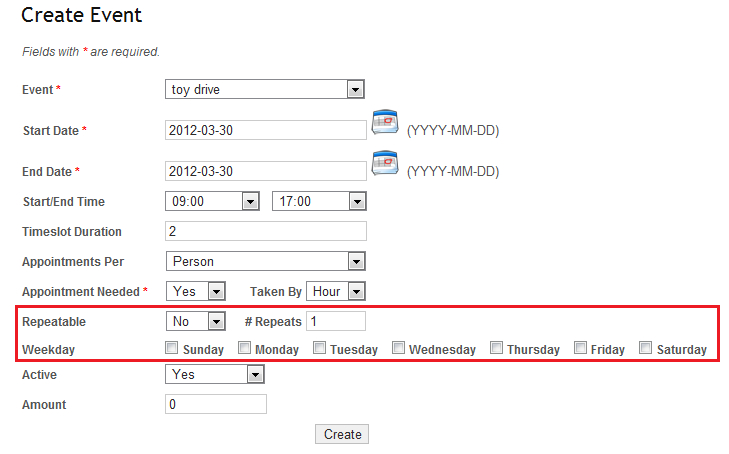 Create Event
Fields with * are required.
Event * toy drive
Start Date * 2012-03-30 (YYYY-MM-DD)
End Date * 2012-03-30 (YYYY-MM-DD)
Start/End Time 09:00 17:00
Timeslot Duration 2
Appointments Per Person
Appointment Needed * Yes Taken By Hour
Repeatable No # Repeats 1
Weekday Sunday Monday Tuesday Wednesday Thursday Friday Saturday
Active Yes
Amount 0
Create